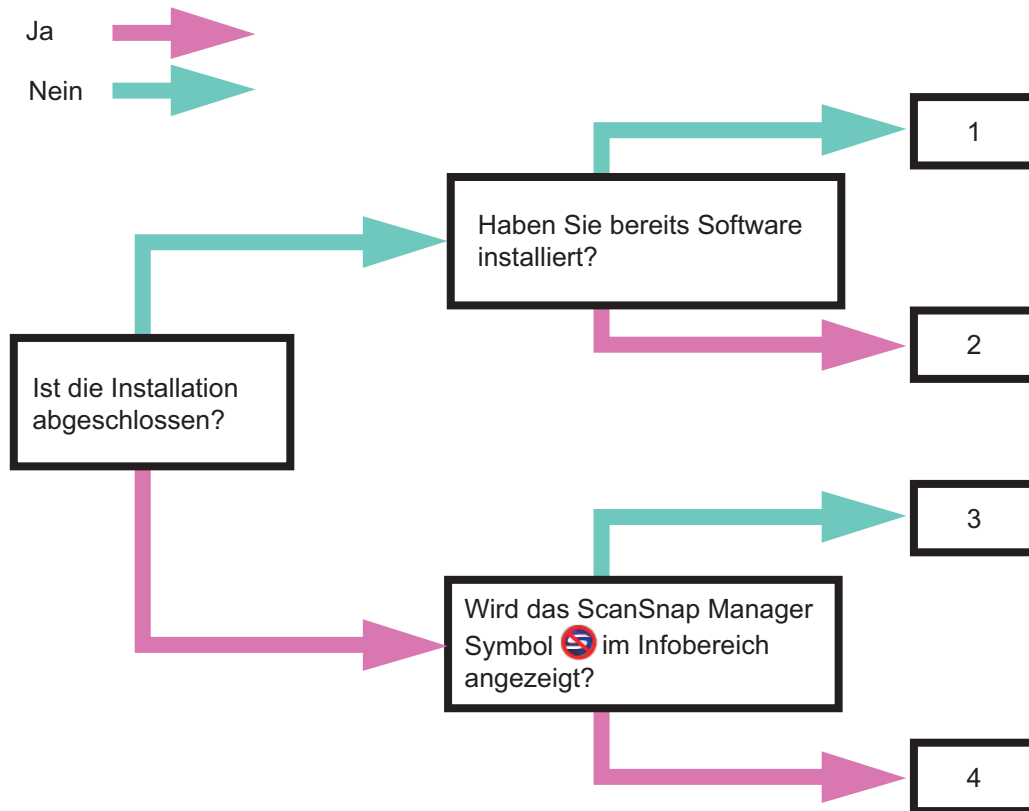 Ja
Nein
1
Haben Sie bereits Software
installiert?
2
Ist die Installation
abgeschlossen?
3
Wird das ScanSnap Manager
Symbol im Infobereich
angezeigt?
4